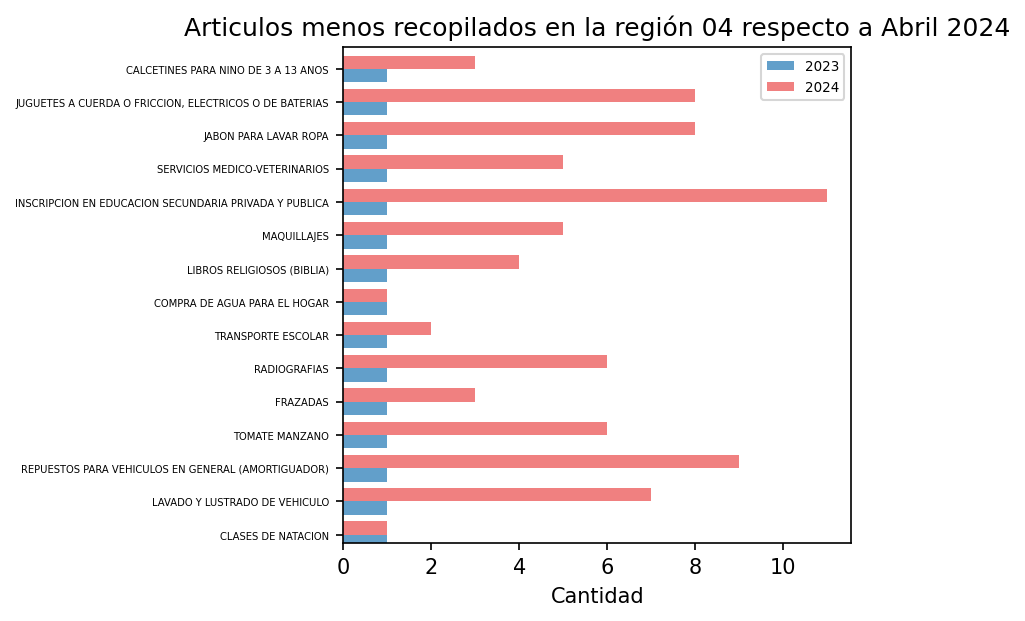 Articulos menos recopilados en la región 04 respecto a Abril 2024
2023
2024
CALCETINES PARA NINO DE 3 A 13 ANOS
JUGUETES A CUERDA O FRICCION, ELECTRICOS O DE BATERIAS
JABON PARA LAVAR ROPA
SERVICIOS MEDICO-VETERINARIOS
INSCRIPCION EN EDUCACION SECUNDARIA PRIVADA Y PUBLICA
MAQUILLAJES
LIBROS RELIGIOSOS (BIBLIA)
COMPRA DE AGUA PARA EL HOGAR
TRANSPORTE ESCOLAR
RADIOGRAFIAS
FRAZADAS
TOMATE MANZANO
REPUESTOS PARA VEHICULOS EN GENERAL (AMORTIGUADOR)
LAVADO Y LUSTRADO DE VEHICULO
CLASES DE NATACION
0 2 4 6 8 10
Cantidad